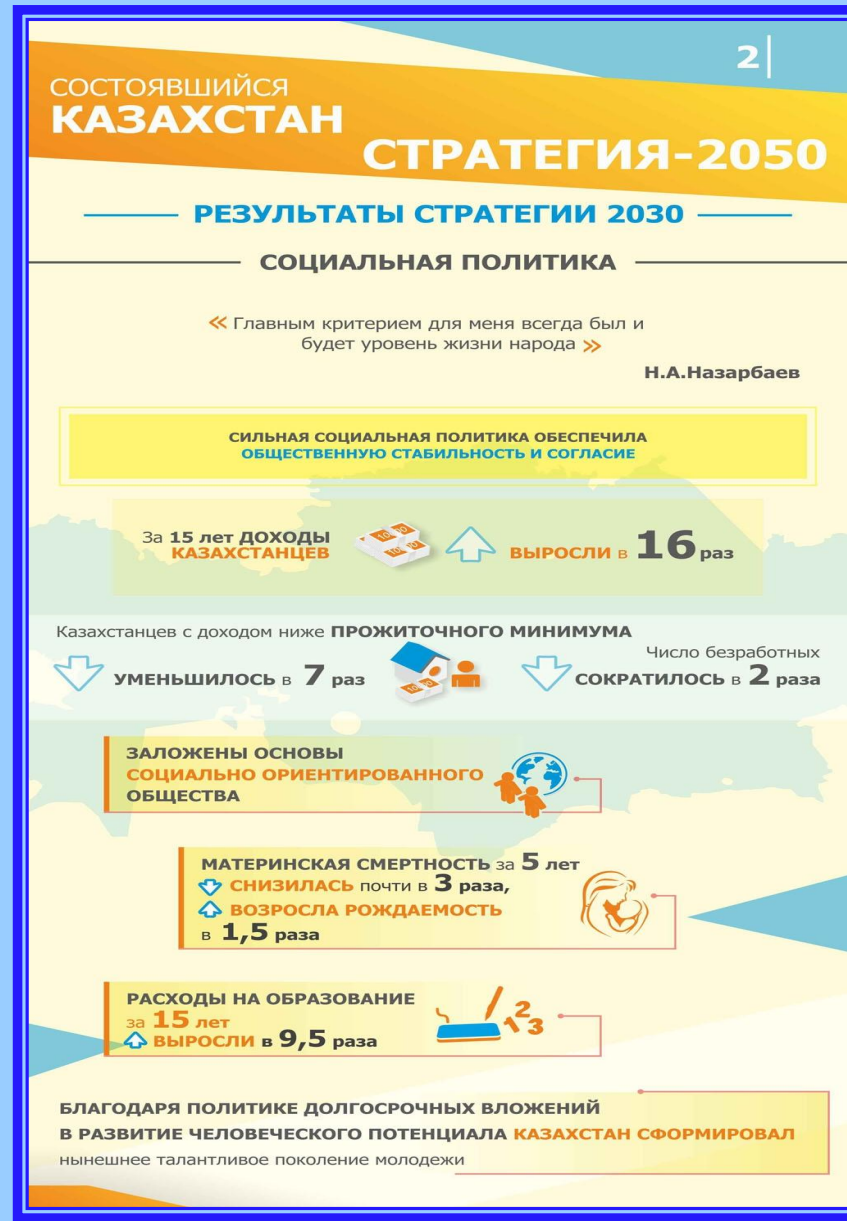 2
СОСТОЯВШИЙСЯ
КАЗАХСТАН
СТРАТЕГИЯ-2050
РЕЗУЛЬТАТЫ СТРАТЕГИИ 2030
СОЦИАЛЬНАЯ ПОЛИТИКА
« Главным критерием для меня всегда был и
будет уровень жизни народа »
Н.А.Назарбаев
СИЛЬНАЯ СОЦИАЛЬНАЯ ПОЛИТИКА ОБЕСПЕЧИЛА
ОБЩЕСТВЕННУЮ СТАБИЛЬНОСТЬ И СОГЛАСИЕ
За 15 лет ДОХОДЫ
КАЗАХСТАНЦЕВ
ВЫРОСЛИ в 16 раз
Казахстанцев с доходом ниже ПРОЖИТОЧНОГО МИНИМУМА
УМЕНЬШИЛОСЬ в 7 раз
Число безработных
СОКРАТИЛОСЬ в 2 раза
ЗАЛОЖЕНЫ ОСНОВЫ
СОЦИАЛЬНО ОРИЕНТИРОВАННОГО
ОБЩЕСТВА
МАТЕРИНСКАЯ СМЕРТНОСТЬ за 5 лет
СНИЗИЛАСЬ почти в 3 раза,
ВОЗРОСЛА РОЖДАЕМОСТЬ
в 1,5 раза
РАСХОДЫ НА ОБРАЗОВАНИЕ
за 15 лет
ВЫРОСЛИ в 9,5 раза
123
БЛАГОДАРЯ ПОЛИТИКЕ ДОЛГОСРОЧНЫХ ВЛОЖЕНИЙ
В РАЗВИТИЕ ЧЕЛОВЕЧЕСКОГО ПОТЕНЦИАЛА КАЗАХСТАН СФОРМИРОВАЛ
нынешнее талантливое поколение молодежи